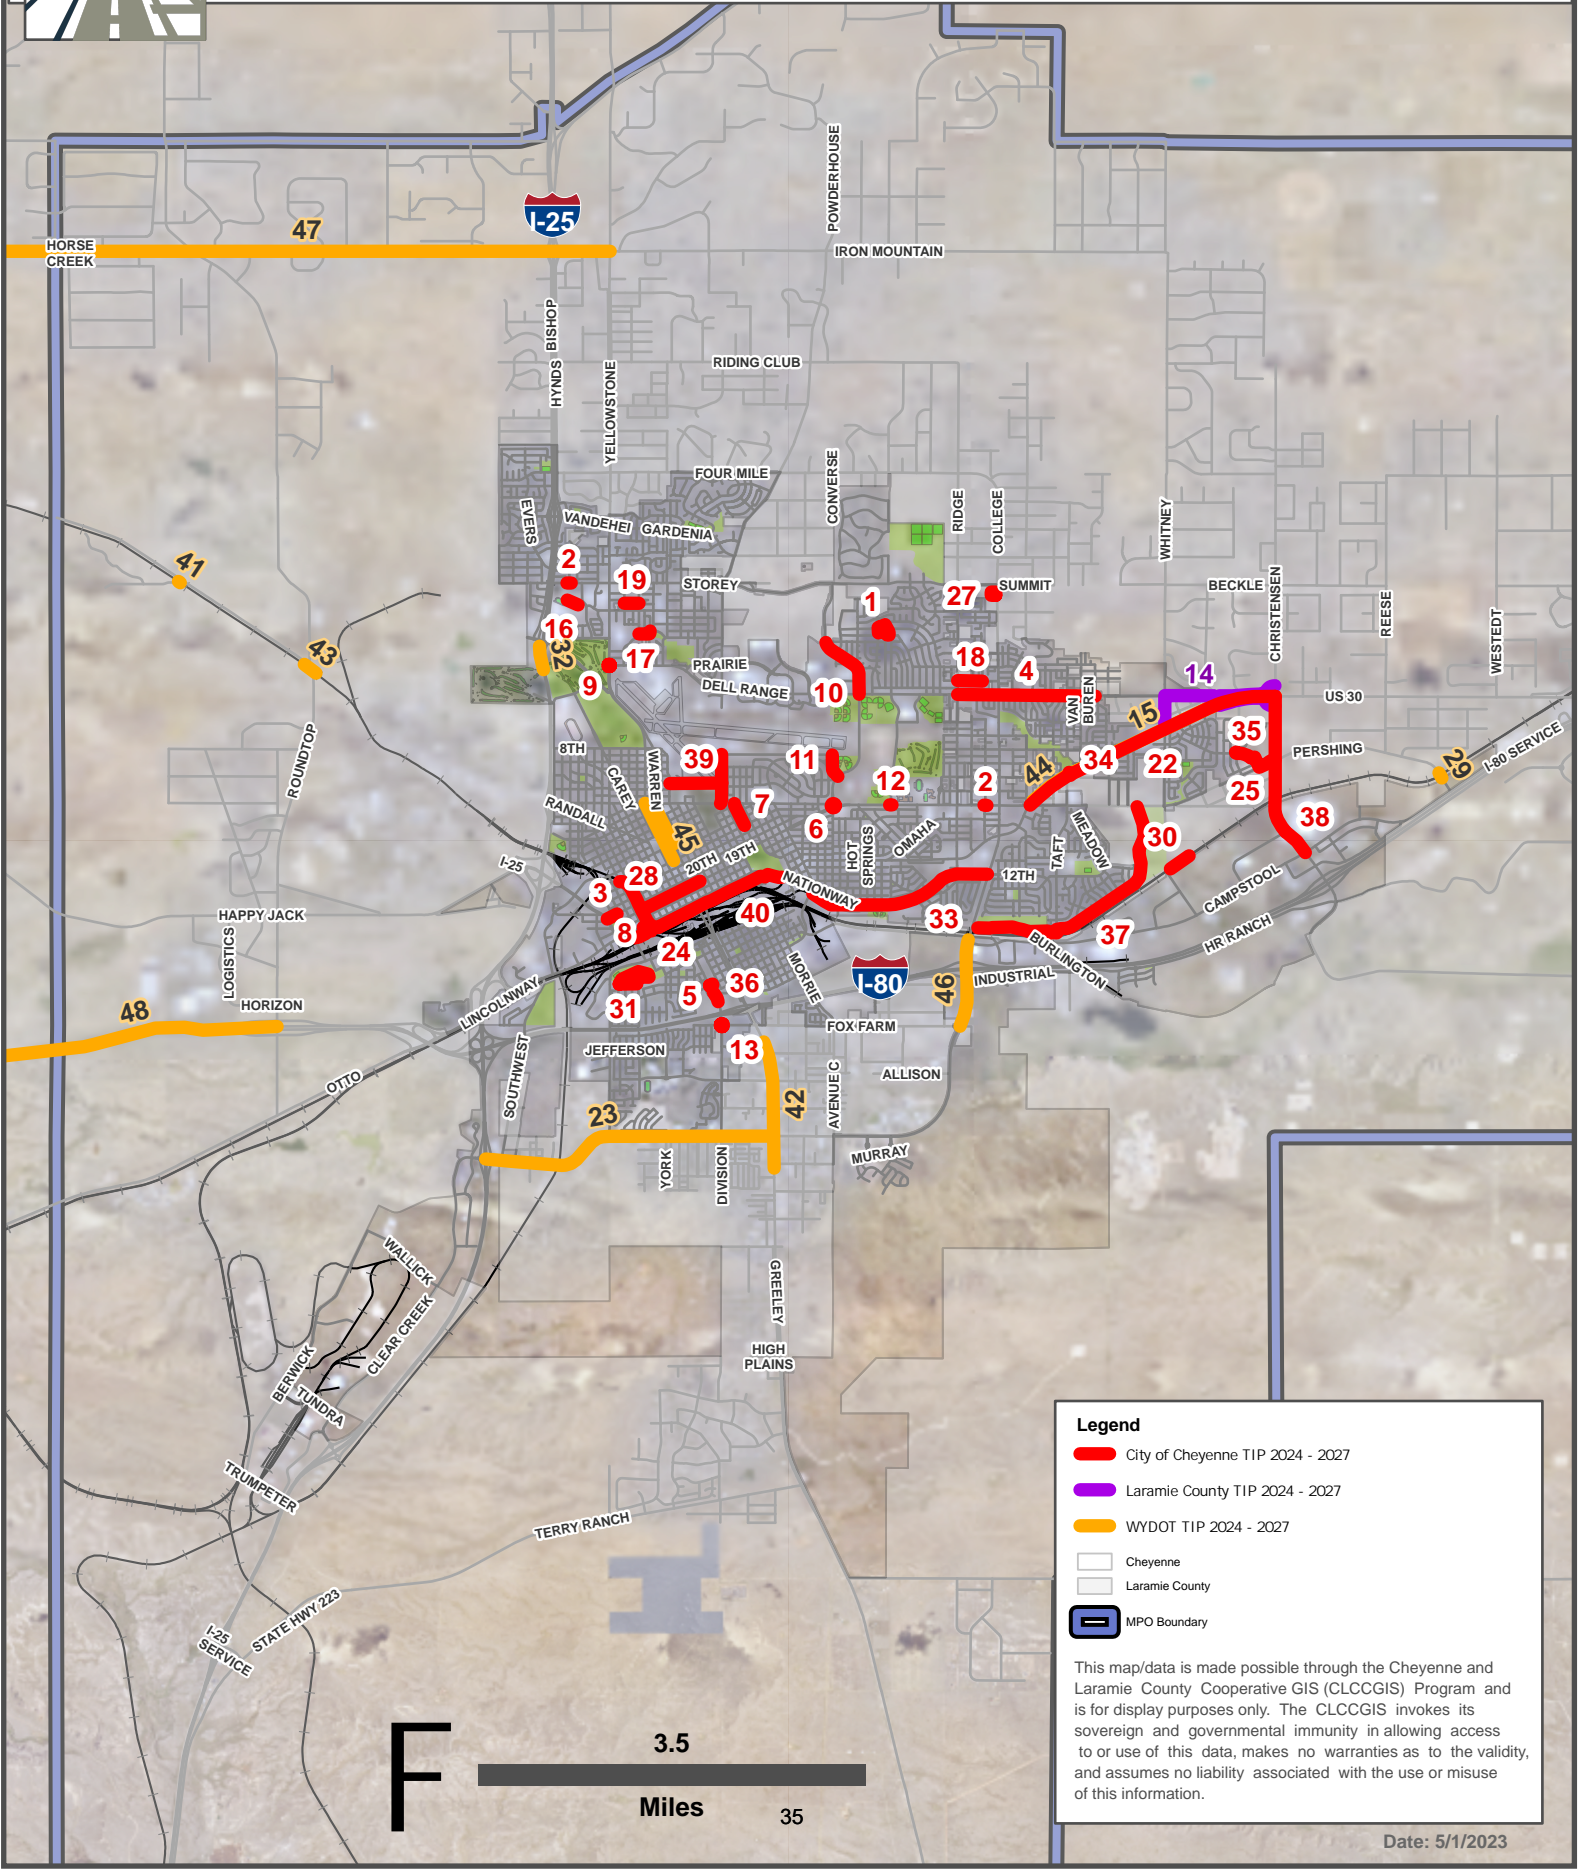 I-25
47
HORSE
CREEK
POWDERHOUSE
IRON MOUNTAIN
BISHOP
HYNDS
YELLOWSTONE
RIDING CLUB
FOUR MILE
CONVERSE
RIDGE
COLLEGE
WHITNEY
EVERS
VANDEHEI
GARDENIA
41
2
19
STOREY
1
27
SUMMIT
BECKLE
CHRISTENSEN
REESE
WESTEDT
16
32
17
43
9
PRAIRIE
DELL RANGE
10
18
4
VAN
BUREN
14
15
US 30
35
PERSHING
I-80 SERVICE
29
ROUNDTOP
8TH
WARREN
CAREY
39
11
12
2
44
34
22
25
38
RANDALL
7
6
45
20TH
19TH
HOT
SPRINGS
OMAHA
TAFT
MEADOW
30
I-25
28
3
8
NATIONWAY
12TH
CAMPSTOOL
HR RANCH
HAPPY JACK
LOGISTICS
40
33
37
24
BURLINGTON
INDUSTRIAL
I-80
MORRIE
5
36
31
46
HORIZON
48
LINCOLNWAY
FOX FARM
13
JEFFERSON
SOUTHWEST
OTTO
ALLISON
AVENUE C
42
23
YORK
DIVISION
MURRAY
WALLICK
CLEAR CREEK
BERWICK
TUNDRA
TRUMPETER
GREELEY
HIGH
PLAINS
TERRY RANCH
STATE HWY 223
I-25
SERVICE
Legend
City of Cheyenne TIP 2024 - 2027
Laramie County TIP 2024 - 2027
WYDOT TIP 2024 - 2027
Cheyenne
Laramie County
MPO Boundary
This map/data is made possible through the Cheyenne and
Laramie County Cooperative GIS (CLCCGIS) Program and
is for display purposes only. The CLCCGIS invokes its
sovereign and governmental immunity in allowing access
to or use of this data, makes no warranties as to the validity,
and assumes no liability associated with the use or misuse
of this information.
F
3.5
Miles
35
Date: 5/1/2023